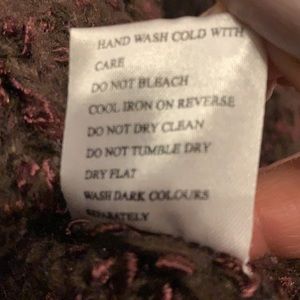 HAND WASH COLD WITH
CARE
DO NOT BLEACH
COOL IRON ON REVERSE
DO NOT DRY CLEAN
DO NOT TUMBLE DRY
DRY FLAT
WASH DARK COLOURS
SEPARATELY